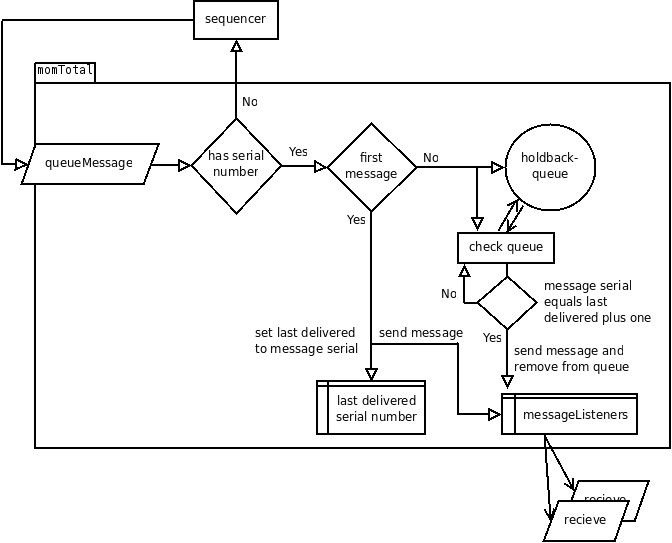 sequencer
momTotal
No
queueMessage
has serial
number
Yes
first
message
No
holdback-
queue
Yes
check queue
No
message serial
equals last
delivered plus one
Yes
set last delivered
to message serial
send message
send message and
remove from queue
last delivered
serial number
messageListeners
recieve
recieve